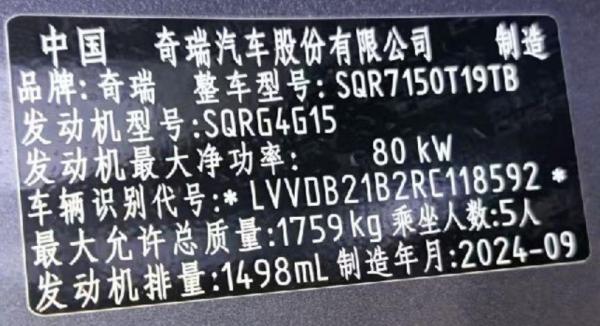 中国 奇瑞汽车股份有限公司 制造
品牌:奇瑞 整车型号:SQR7150T19TB
发动机型号:SQRG4G15
发动机最大净功率: 80 kW
车辆识别代号:* LVVDB21B2RC118592 *
最大允许总质量:1759kg 乘坐人数:5人
发动机排量:1498mL 制造年月:2024-09